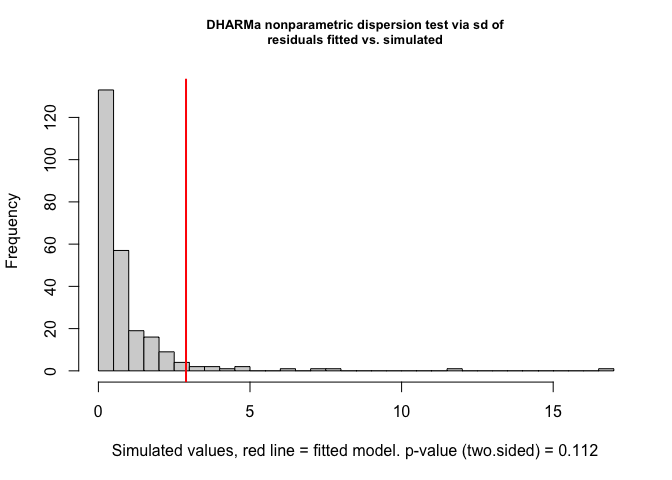 DHARMa nonparametric dispersion test via sd of
residuals fitted vs. simulated
Frequency
120
100
80
60
40
20
0
0 5 10 15
Simulated values, red line = fitted model. p-value (two.sided) = 0.112